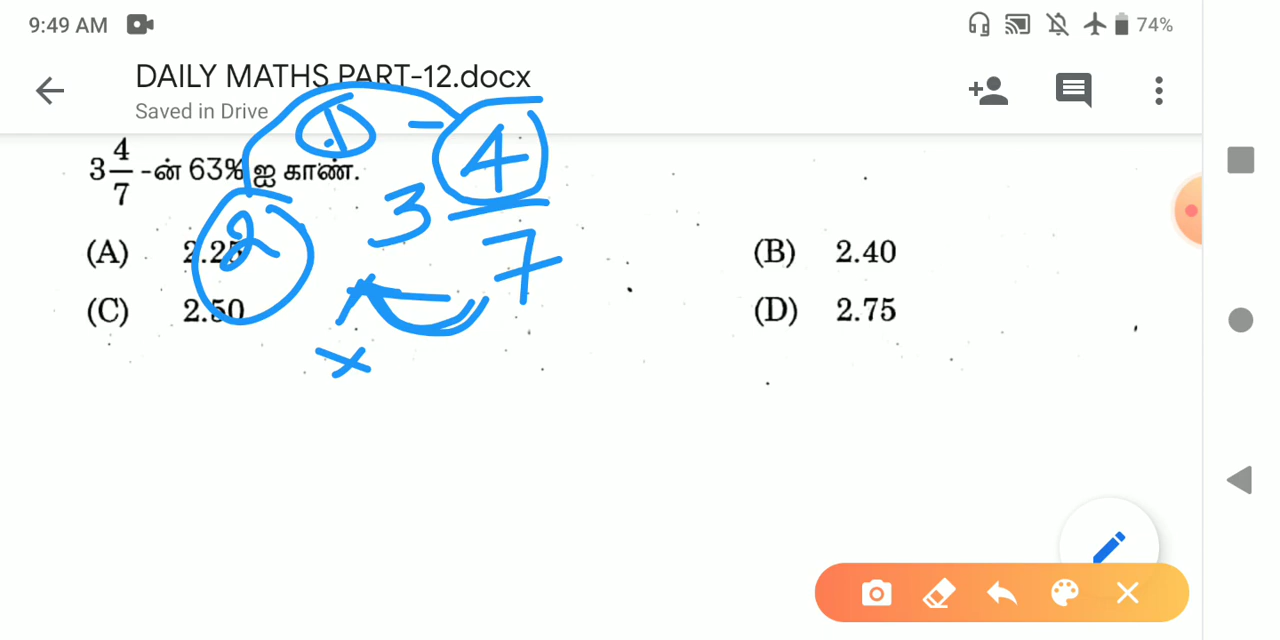 9:49 AM 74%
DAILY MATHS PART-12.docx
Saved in Drive
3 4/7 -ன் 63% ஐ காண்.
(A) 2.25 (B) 2.40
(C) 2.50 (D) 2.75
① - 4
2 3 7
×